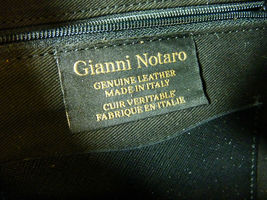 Gianni Notaro
GENUINE LEATHER
MADE IN ITALY
CUIR VERITABLE
FABRIQUE EN ITALIE